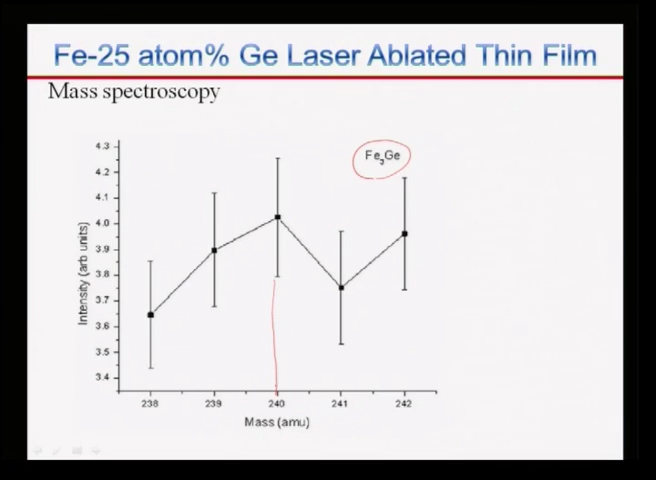 Fe-25 atom% Ge Laser Ablated Thin Film
Mass spectroscopy
Fe₃Ge
4.3
4.2
4.1
4.0
3.9
3.8
3.7
3.6
3.5
3.4
Intensity (arb units)
238 239 240 241 242
Mass (amu)